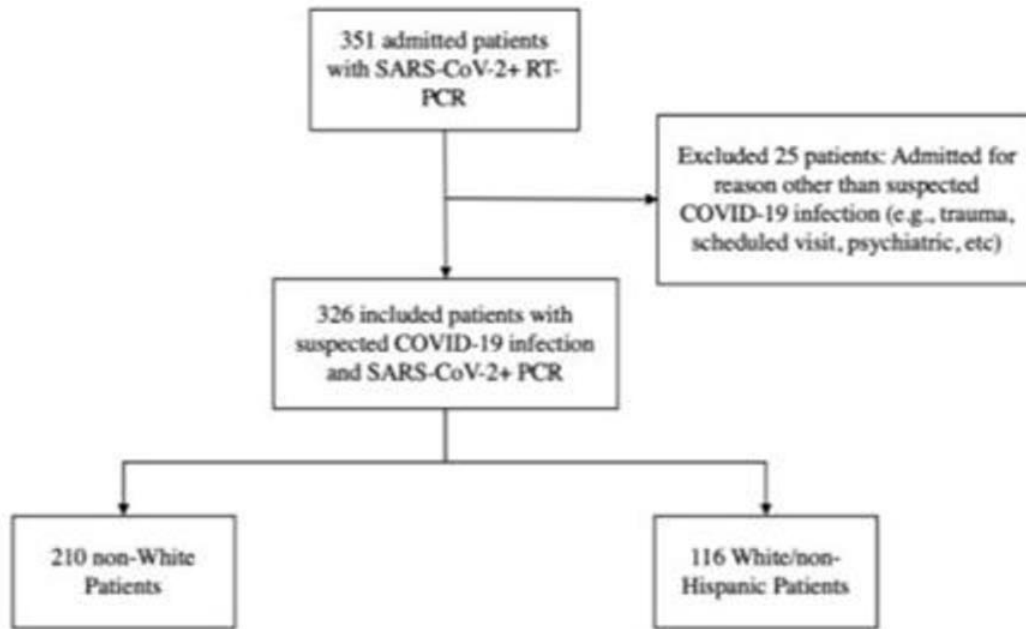 351 admitted patients
with SARS-CoV-2+ RT-
PCR
Excluded 25 patients: Admitted for
reason other than suspected
COVID-19 infection (e.g., trauma,
scheduled visit, psychiatric, etc)
326 included patients with
suspected COVID-19 infection
and SARS-CoV-2+ PCR
210 non-White
Patients
116 White/non-
Hispanic Patients